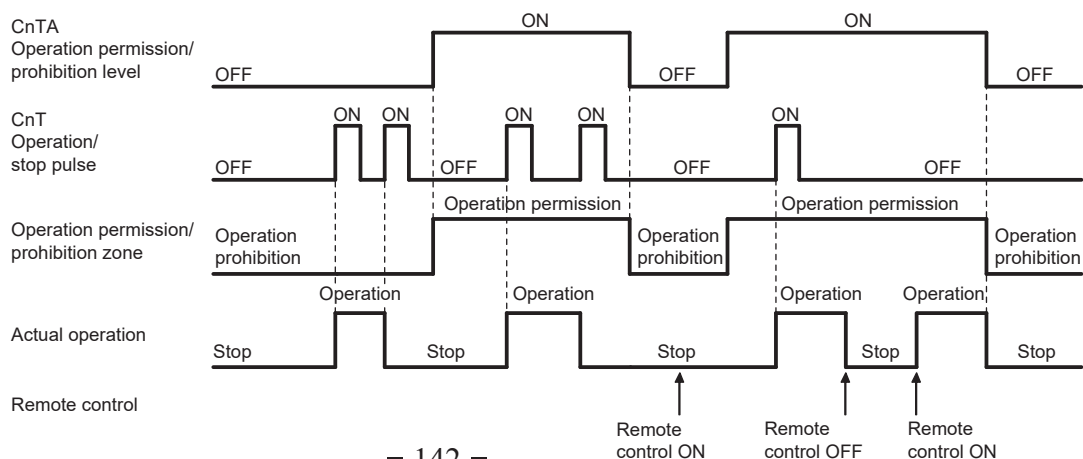 CnTA
Operation permission/
prohibition level
OFF
ON
OFF
ON
OFF
CnT
Operation/
stop pulse
OFF
ON
ON
OFF
ON
ON
OFF
ON
OFF
Operation permission/
prohibition zone
Operation
prohibition
Operation permission
Operation
prohibition
Operation permission
Operation
prohibition
Actual operation
Stop
Operation
Stop
Operation
Stop
Operation
Stop
Operation
Stop
Remote control
Remote
control ON
Remote
control OFF
Remote
control ON
– 142 –